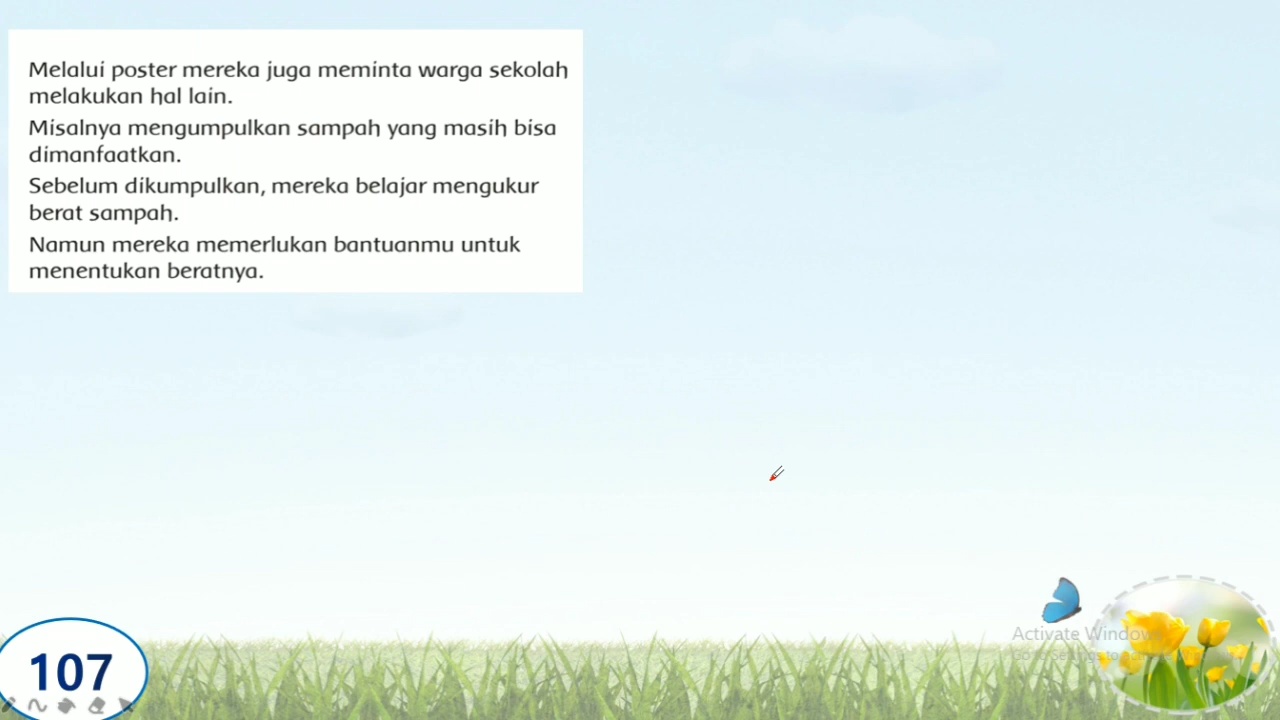 Melalui poster mereka juga meminta warga sekolah
melakukan hal lain.
Misalnya mengumpulkan sampah yang masih bisa
dimanfaatkan.
Sebelum dikumpulkan, mereka belajar mengukur
berat sampah.
Namun mereka memerlukan bantuanmu untuk
menentukan beratnya.
Activate Windows
107